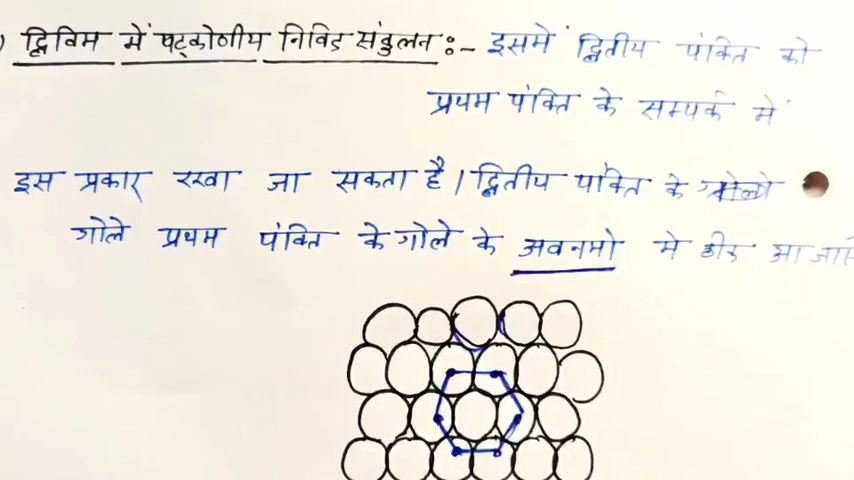 ) द्विविम में षट्कोणीय निविड संकुलन :- इसमें द्वितीय पंक्ति को
प्रथम पंक्ति के सम्पर्क में
इस प्रकार रखा जा सकता है। द्वितीय पंक्ति के
गोले प्रथम पंक्ति के गोले के अवनमो मे ठीक आ जाये